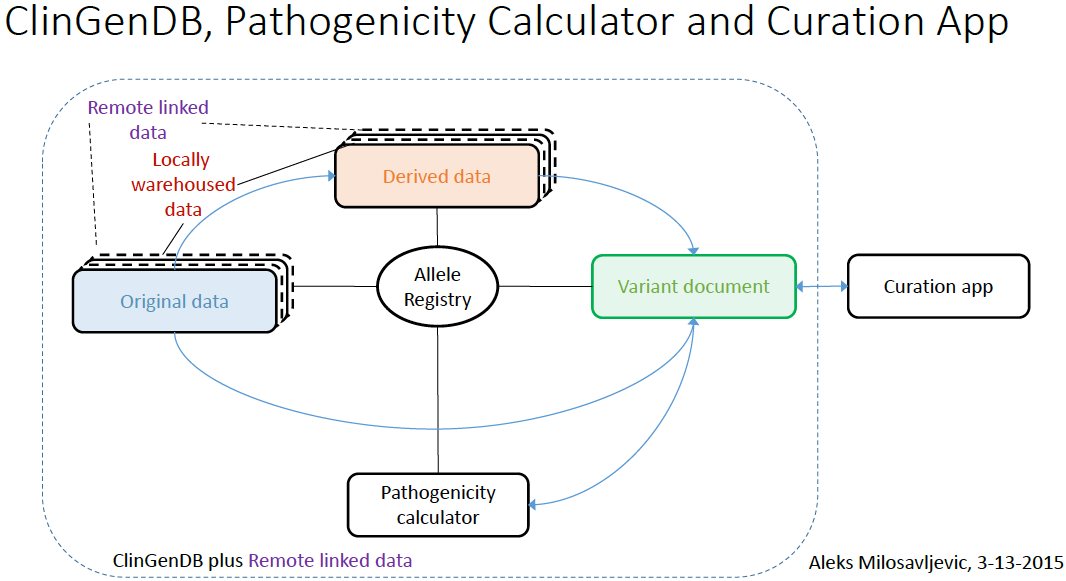 ClinGenDB, Pathogenicity Calculator and Curation App
Remote linked
data
Locally
warehoused
data
Derived data
Allele
Registry
Original data
Variant document
Curation app
Pathogenicity
calculator
ClinGenDB plus Remote linked data
Aleks Milosavljevic, 3-13-2015